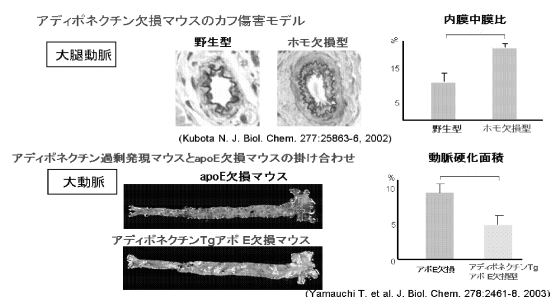 アディポネクチン欠損マウスのカフ傷害モデル
内膜中膜比
大腿動脈
野生型
ホモ欠損型
%
15
5
野生型
ホモ欠損型
(Kubota N. J. Biol. Chem. 277:25863-6, 2002)
アディポネクチン過剰発現マウスとapoE欠損マウスの掛け合わせ
動脈硬化面積
大動脈
apoE欠損マウス
%
10
5
0
アディポネクチンTgアポ E欠損マウス
アポE欠損
アディポネクチンTg
アポ E欠損型
(Yamauchi T. et al. J. Biol. Chem. 278:2461-8, 2003)